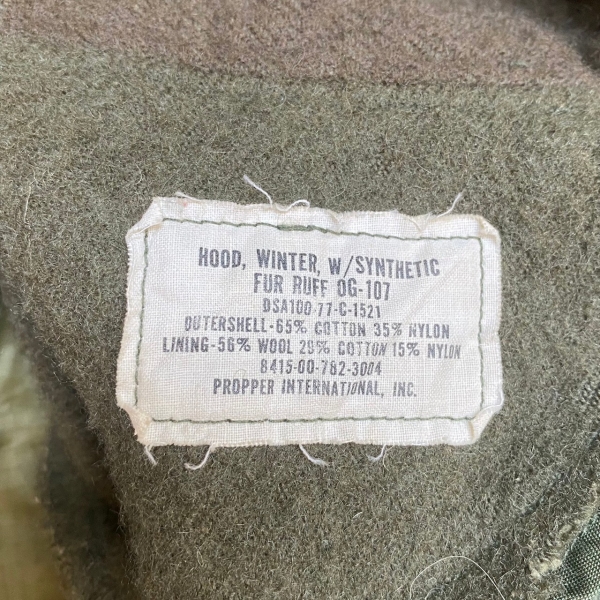 HOOD, WINTER, W/SYNTHETIC
FUR RUFF OG-107
DSA100-77-C-1521
OUTERSHELL-65% COTTON 35% NYLON
LINING-56% WOOL 29% COTTON 15% NYLON
8415-00-782-3004
PROPPER INTERNATIONAL, INC.